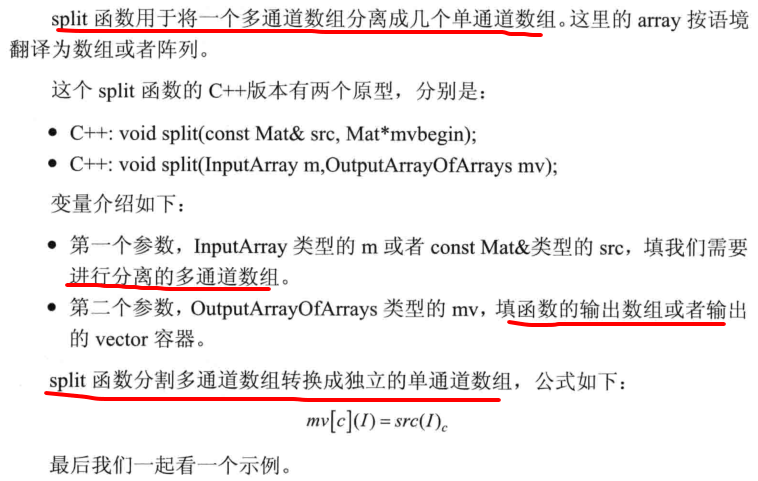 split 函数用于将一个多通道数组分离成几个单通道数组。这里的 array 按语境
翻译为数组或者阵列。
这个 split 函数的 C++版本有两个原型，分别是：
● C++: void split(const Mat& src, Mat*mvbegin);
● C++: void split(InputArray m,OutputArrayOfArrays mv);
变量介绍如下：
● 第一个参数，InputArray 类型的 m 或者 const Mat&类型的 src，填我们需要
进行分离的多通道数组。
● 第二个参数，OutputArrayOfArrays 类型的 mv，填函数的输出数组或者输出
的 vector 容器。
split 函数分割多通道数组转换成独立的单通道数组，公式如下：
mv[c](I) = src(I)c
最后我们一起看一个示例。